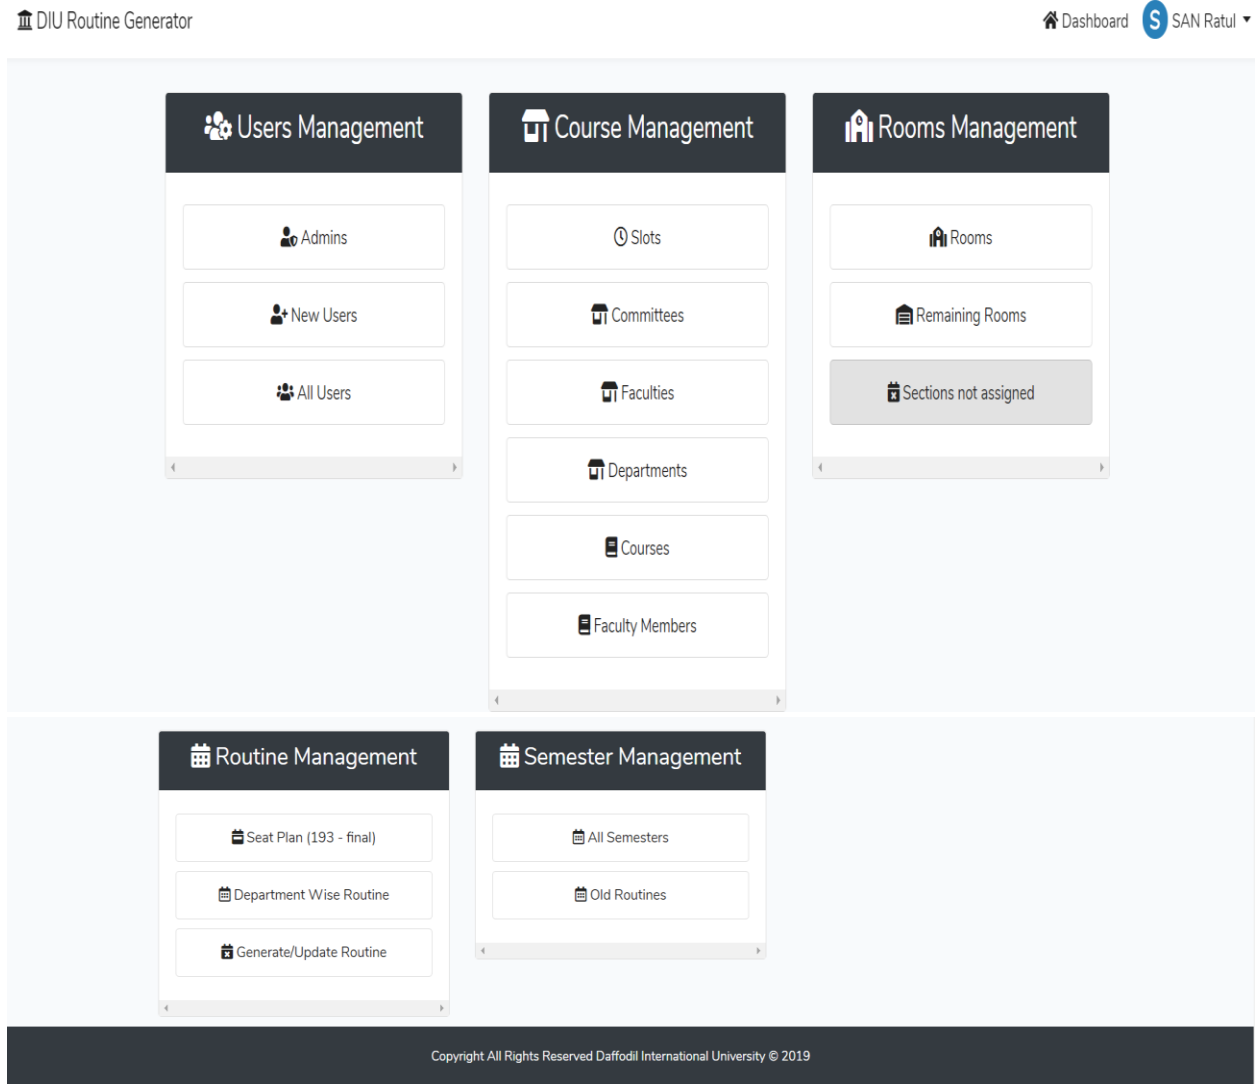 DIU Routine Generator
Dashboard
S
SAN Ratul
Users Management
Admins
New Users
All Users
Course Management
Slots
Committees
Faculties
Departments
Courses
Faculty Members
Rooms Management
Rooms
Remaining Rooms
Sections not assigned
Routine Management
Seat Plan (193 - final)
Department Wise Routine
Generate/Update Routine
Semester Management
All Semesters
Old Routines
Copyright All Rights Reserved Daffodil International University © 2019